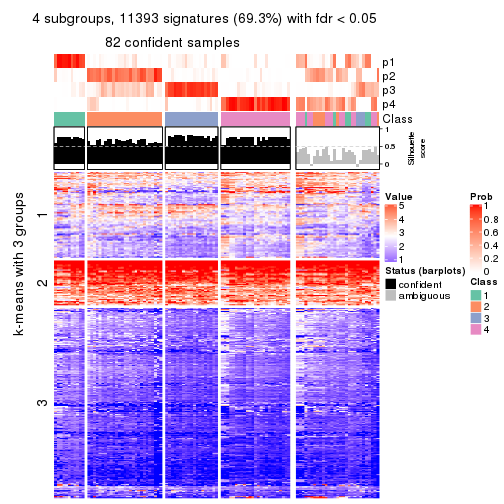 4 subgroups, 11393 signatures (69.3%) with fdr < 0.05
82 confident samples
p1
p2
p3
p4
Class
1
0.5
0
Silhouette
score
k-means with 3 groups
1
2
3
Value
5
4
3
2
1
Status (barplots)
confident
ambiguous
Prob
1
0.8
0.6
0.4
0.2
0
Class
1
2
3
4